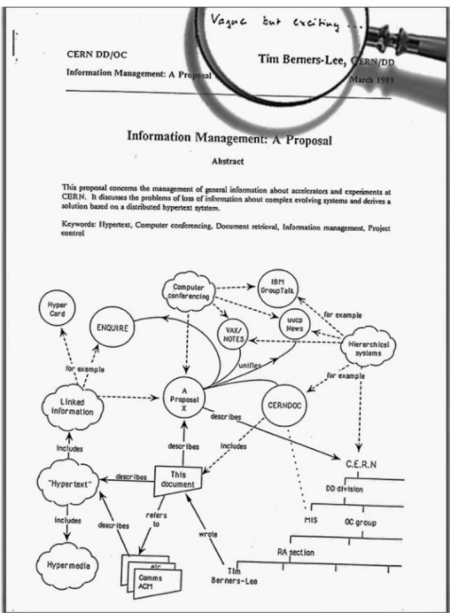 Vague but exciting ...
CERN DD/OC
Tim Berners-Lee, CERN/DD
Information Management: A Proposal
March 1989
Information Management: A Proposal
Abstract
This proposal concerns the management of general information about accelerators and experiments at
CERN. It discusses the problems of loss of information about complex evolving systems and derives a
solution based on a distributed hypertext sytstem.
Keywords: Hypertext, Computer conferencing, Document retrieval, Information management, Project
control
IBM
GroupTalk
Computer
conferencing
Hyper
Card
ENQUIRE
uucp
News
for example
VAX/
NOTES
Hierarchical
systems
unifies
for example
for example
A
Proposal
X
Linked
information
CERNDOC
describes
C.E.R.N
describes
includes
includes
DD division
"Hypertext"
describes
This
document
MIS
OC group
includes
describes
refers
to
wrote
RA section
Hypermedia
etc
Comms
ACM
Tim
Berners-Lee